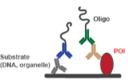 Oligo
POI
Substrate
(DNA, organelle)